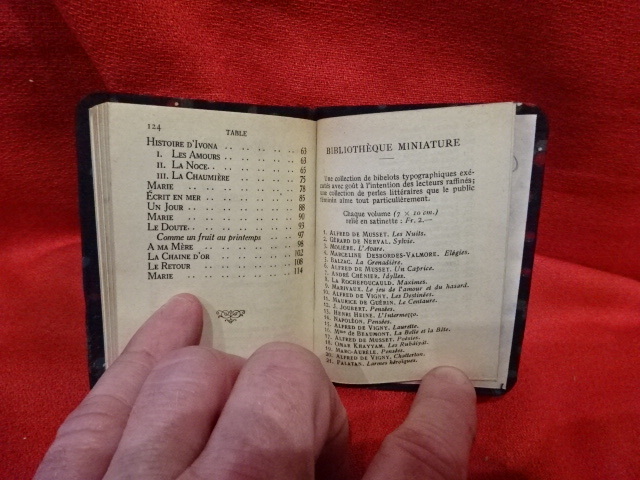 124
TABLE
HISTOIRE D'IVONA . . . . . . . . 63
I. LES AMOURS . . . . . . . . 63
II. LA NOCE . . . . . . . . 65
III. LA CHAUMIÈRE . . . . . . 75
MARIE . . . . . . . . 78
ÉCRIT EN MER . . . . . . . . 85
UN JOUR . . . . . . . . 88
MARIE . . . . . . . . 90
LE DOUTE . . . . . . . . 93
Comme un fruit au printemps . . . . 97
A MA MÈRE . . . . . . . . 98
LA CHAINE D'OR . . . . . . . . 102
LE RETOUR . . . . . . . . 108
MARIE . . . . . . . . 114
BIBLIOTHÈQUE MINIATURE
Une collection de bibelots typographiques exé-
cutés avec goût à l'intention des lecteurs raffinés;
une collection de perles littéraires que le public
féminin aime tout particulièrement.
Chaque volume (7 × 10 cm.)
relié en satinette : Fr. 2.—
1. ALFRED DE MUSSET. Les Nuits.
2. GÉRARD DE NERVAL. Sylvie.
3. MOLIÈRE. L'Avare.
4. MARCELINE DESBORDES-VALMORE. Elégies.
5. BALZAC. La Grenadière.
6. ALFRED DE MUSSET. Un Caprice.
7. ANDRÉ CHÉNIER. Idylles.
8. LA ROCHEFOUCAULD. Maximes.
9. MARIVAUX. Le jeu de l'amour et du hasard.
10. ALFRED DE VIGNY. Les Destinées.
11. MAURICE DE GUÉRIN. Le Centaure.
12. J. JOUBERT. Pensées.
13. HENRI HEINE. L'Intermezzo.
14. NAPOLÉON. Pensées.
15. ALFRED DE VIGNY. Laurette.
16. Mme DE BEAUMONT. La Belle et la Bête.
17. ALFRED DE MUSSET. Poésies.
18. OMAR KHAYYAM. Les Rubáiyát.
19. MARC-AURÈLE. Pensées.
20. ALFRED DE VIGNY. Chatterton.
21. PALATAN. Larmes héroïques.